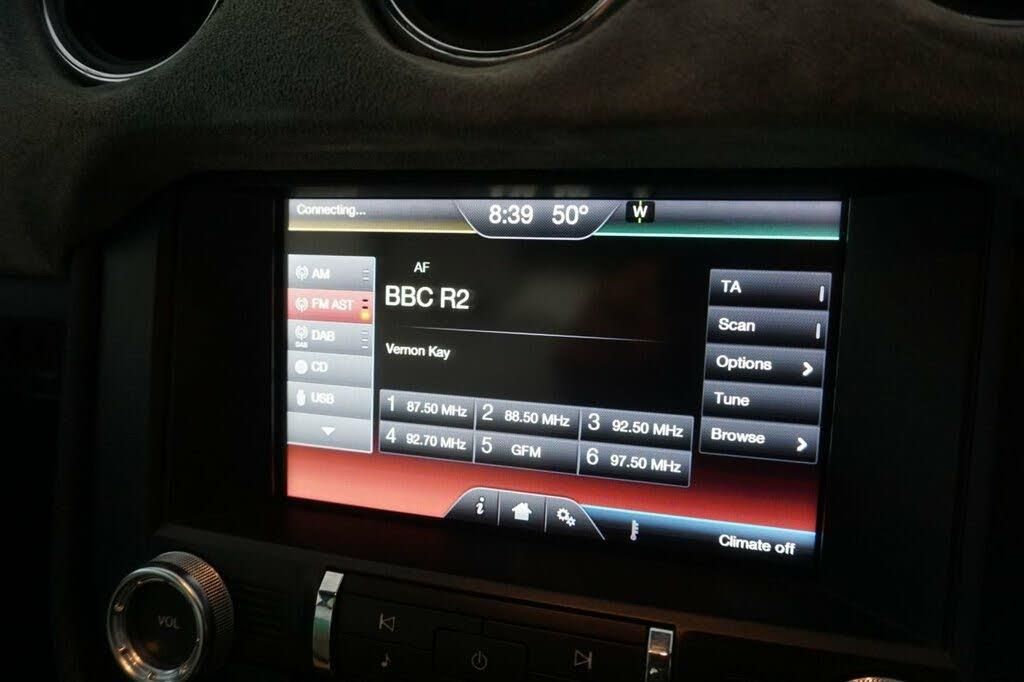 Connecting...
8:39 50°
W
AM
FM AST
DAB
DAB
CD
USB
AF
BBC R2
Vernon Kay
1 87.50 MHz
2 88.50 MHz
3 92.50 MHz
4 92.70 MHz
5 GFM
6 97.50 MHz
TA
Scan
Options
Tune
Browse
i
Climate off
VOL